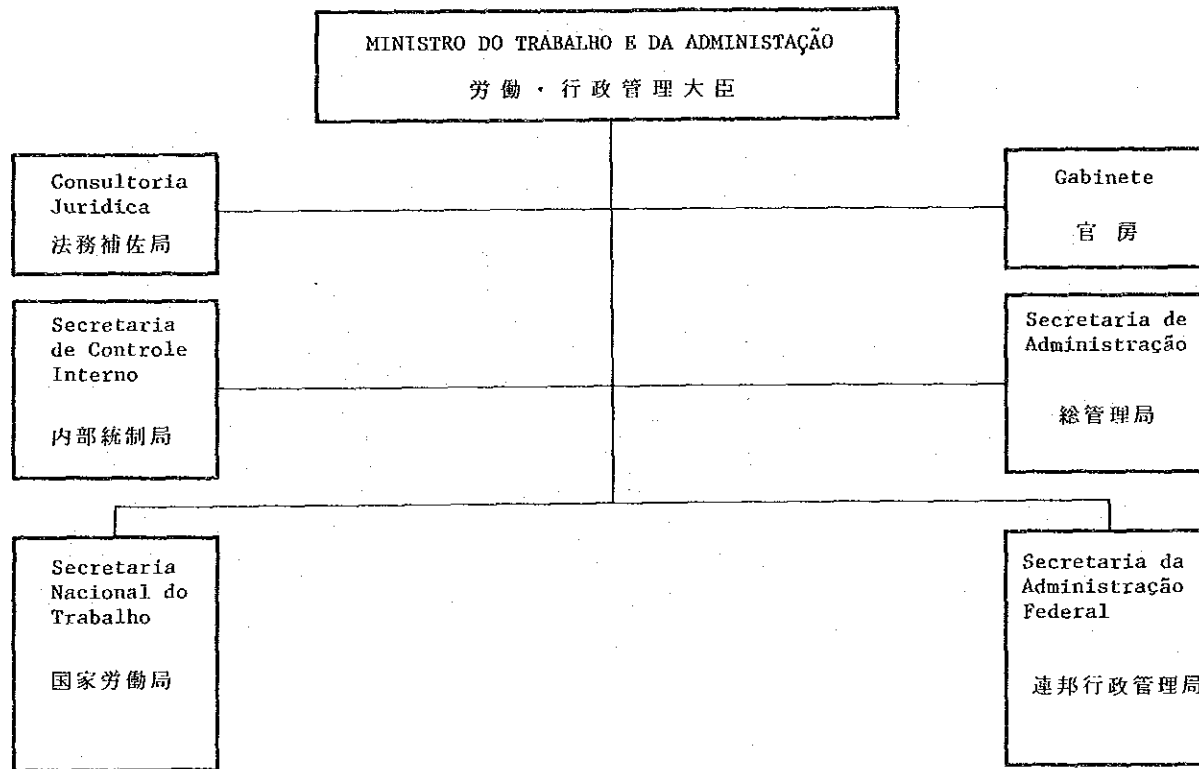 MINISTRO DO TRABALHO E DA ADMINISTAÇÃO
労働・行政管理大臣
Consultoria
Juridica
法務補佐局
Gabinete
官房
Secretaria
de Controle
Interno
内部統制局
Secretaria de
Administração
総管理局
Secretaria
Nacional do
Trabalho
国家労働局
Secretaria da
Administração
Federal
連邦行政管理局